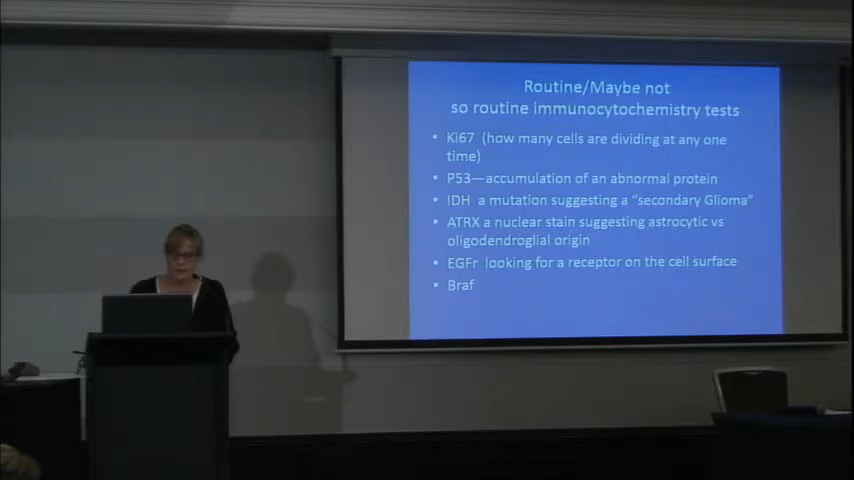 Routine/Maybe not
so routine immunocytochemistry tests
• Ki67 (how many cells are dividing at any one
time)
• P53—accumulation of an abnormal protein
• IDH a mutation suggesting a “secondary Glioma”
• ATRX a nuclear stain suggesting astrocytic vs
oligodendroglial origin
• EGFr looking for a receptor on the cell surface
• Braf